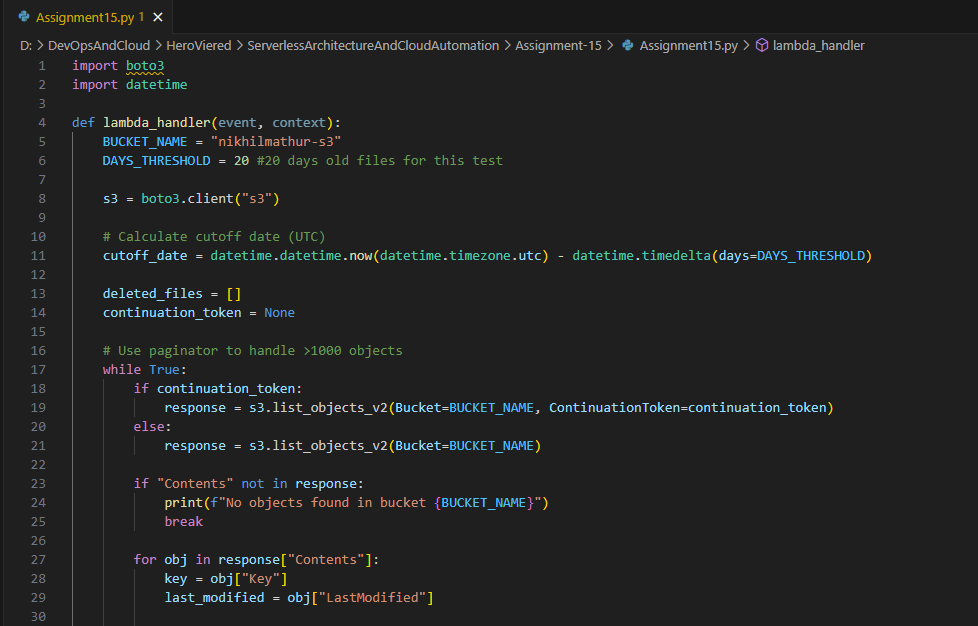 Assignment15.py 1
D: > DevOpsAndCloud > HeroViered > ServerlessArchitectureAndCloudAutomation > Assignment-15 > Assignment15.py > lambda_handler
1 import boto3
2 import datetime
3
4 def lambda_handler(event, context):
5     BUCKET_NAME = "nikhilmathur-s3"
6     DAYS_THRESHOLD = 20 #20 days old files for this test
7
8     s3 = boto3.client("s3")
9
10     # Calculate cutoff date (UTC)
11     cutoff_date = datetime.datetime.now(datetime.timezone.utc) - datetime.timedelta(days=DAYS_THRESHOLD)
12
13     deleted_files = []
14     continuation_token = None
15
16     # Use paginator to handle >1000 objects
17     while True:
18         if continuation_token:
19             response = s3.list_objects_v2(Bucket=BUCKET_NAME, ContinuationToken=continuation_token)
20         else:
21             response = s3.list_objects_v2(Bucket=BUCKET_NAME)
22
23         if "Contents" not in response:
24             print(f"No objects found in bucket {BUCKET_NAME}")
25             break
26
27         for obj in response["Contents"]:
28             key = obj["Key"]
29             last_modified = obj["LastModified"]
30